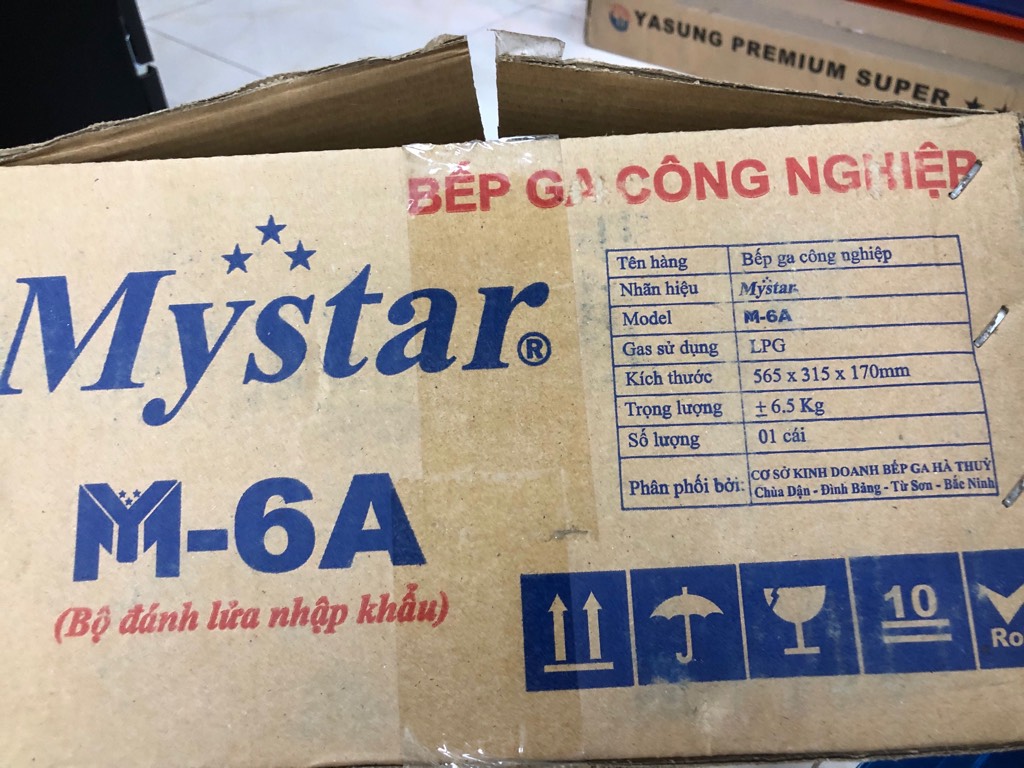 YASUNG PREMIUM SUPER
BẾP GA CÔNG NGHIỆP
Mystar®
Tên hàng Bếp ga công nghiệp
Nhãn hiệu Mystar
Model M-6A
Gas sử dụng LPG
Kích thước 565 x 315 x 170mm
Trọng lượng ± 6.5 Kg
Số lượng 01 cái
Phân phối bởi: CƠ SỞ KINH DOANH BẾP GA HÀ THUỶ
Chùa Dận - Đình Bảng - Từ Sơn - Bắc Ninh
M-6A
(Bộ đánh lửa nhập khẩu)
10
Ro